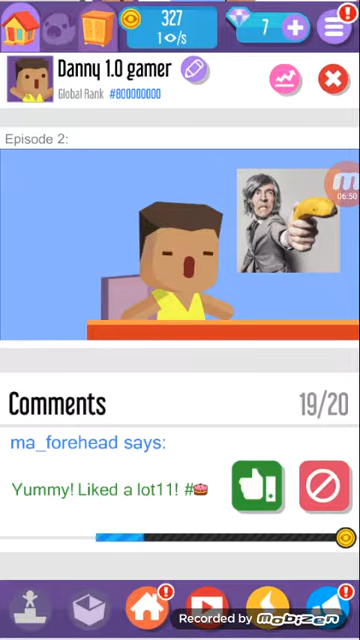 327
1 /s
7
Danny 1.0 gamer
Global Rank #800000000
Episode 2:
06:50
Comments 19/20
ma_forehead says:
Yummy! Liked a lot11! #
Recorded by Mobizen